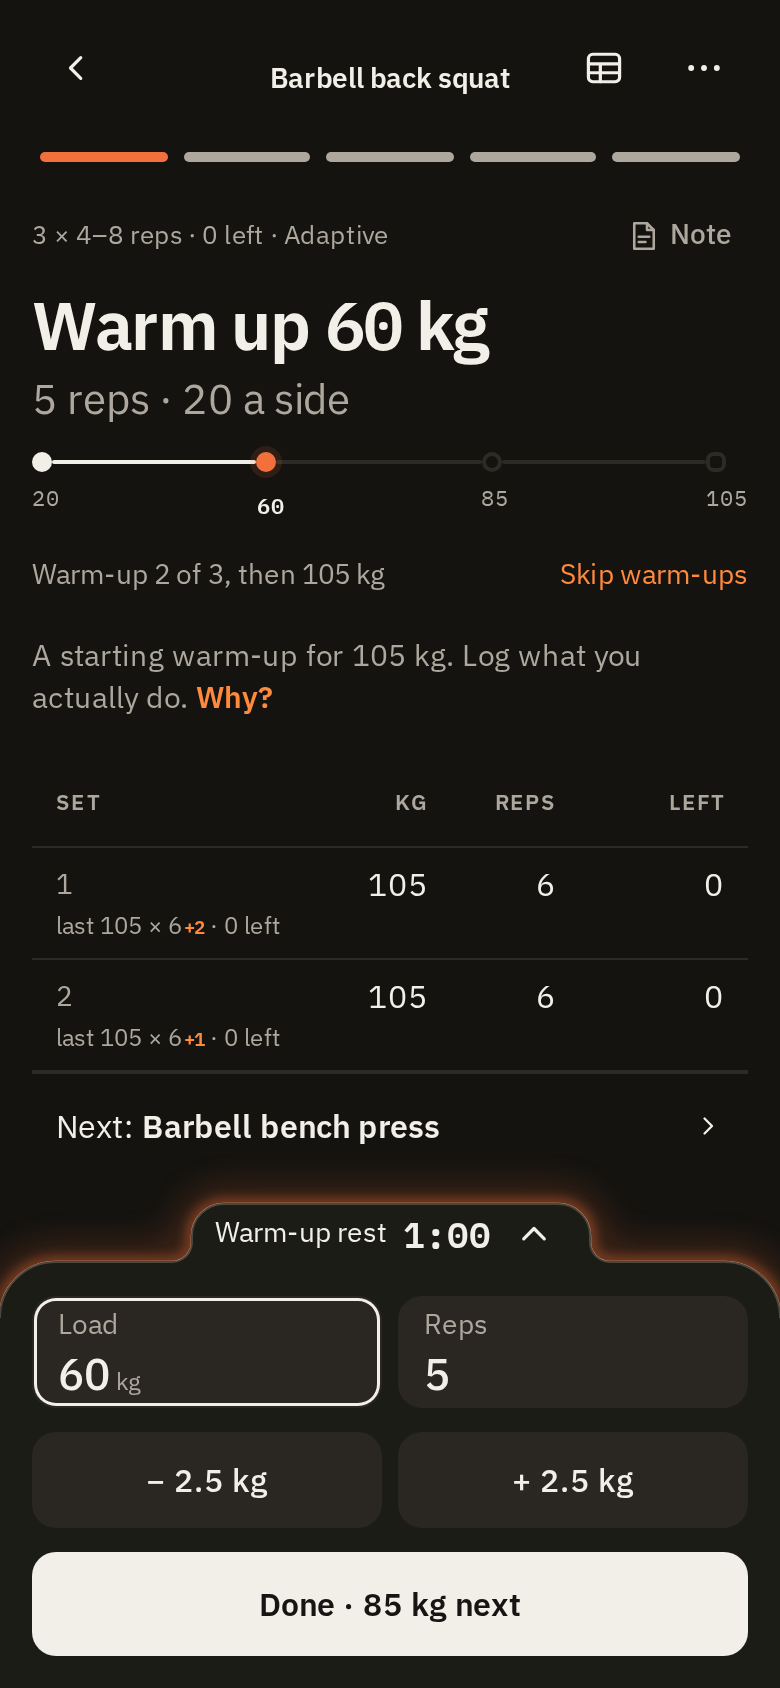 Barbell back squat
3 × 4–8 reps · 0 left · Adaptive
Note
Warm up 60 kg
5 reps · 20 a side
20 60 85 105
Warm-up 2 of 3, then 105 kg
Skip warm-ups
A starting warm-up for 105 kg. Log what you
actually do. Why?
SET KG REPS LEFT
1 105 6 0
last 105 × 6 +2 · 0 left
2 105 6 0
last 105 × 6 +1 · 0 left
Next: Barbell bench press
Warm-up rest 1:00
Load
60 kg
Reps
5
– 2.5 kg
+ 2.5 kg
Done · 85 kg next